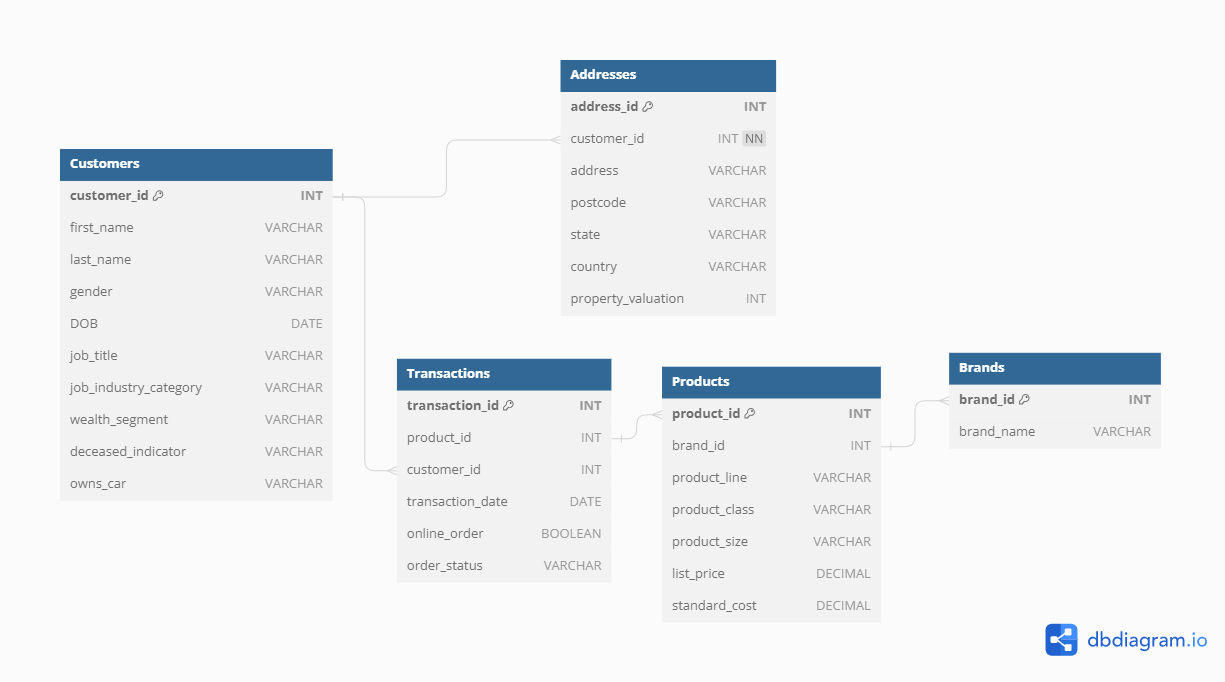 Addresses
address_id INT
customer_id INT NN
address VARCHAR
postcode VARCHAR
state VARCHAR
country VARCHAR
property_valuation INT
Customers
customer_id INT
first_name VARCHAR
last_name VARCHAR
gender VARCHAR
DOB DATE
job_title VARCHAR
job_industry_category VARCHAR
wealth_segment VARCHAR
deceased_indicator VARCHAR
owns_car VARCHAR
Transactions
transaction_id INT
product_id INT
customer_id INT
transaction_date DATE
online_order BOOLEAN
order_status VARCHAR
Products
product_id INT
brand_id INT
product_line VARCHAR
product_class VARCHAR
product_size VARCHAR
list_price DECIMAL
standard_cost DECIMAL
Brands
brand_id INT
brand_name VARCHAR
dbdiagram.io